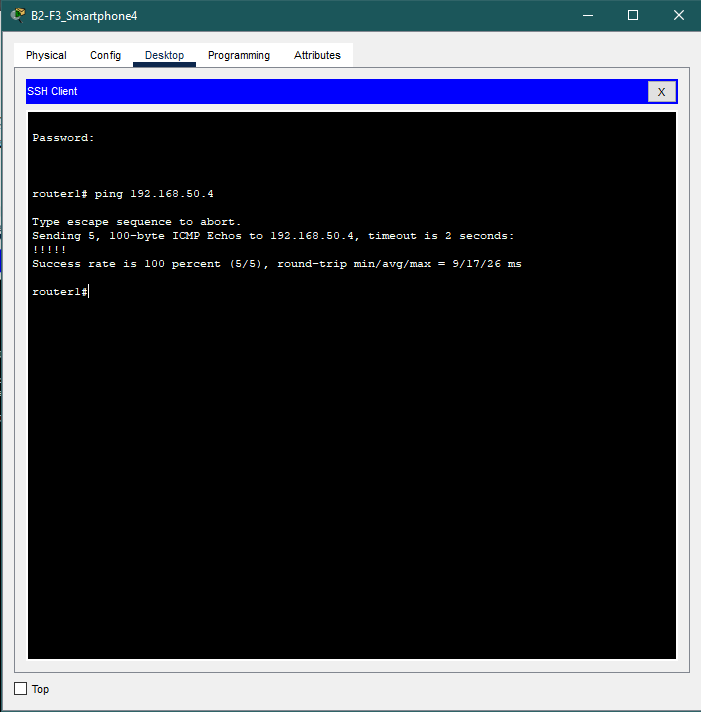 B2-F3_Smartphone4
Physical Config Desktop Programming Attributes
SSH Client X
Password:
router1# ping 192.168.50.4
Type escape sequence to abort.
Sending 5, 100-byte ICMP Echos to 192.168.50.4, timeout is 2 seconds:
!!!!!
Success rate is 100 percent (5/5), round-trip min/avg/max = 9/17/26 ms
router1#
Top